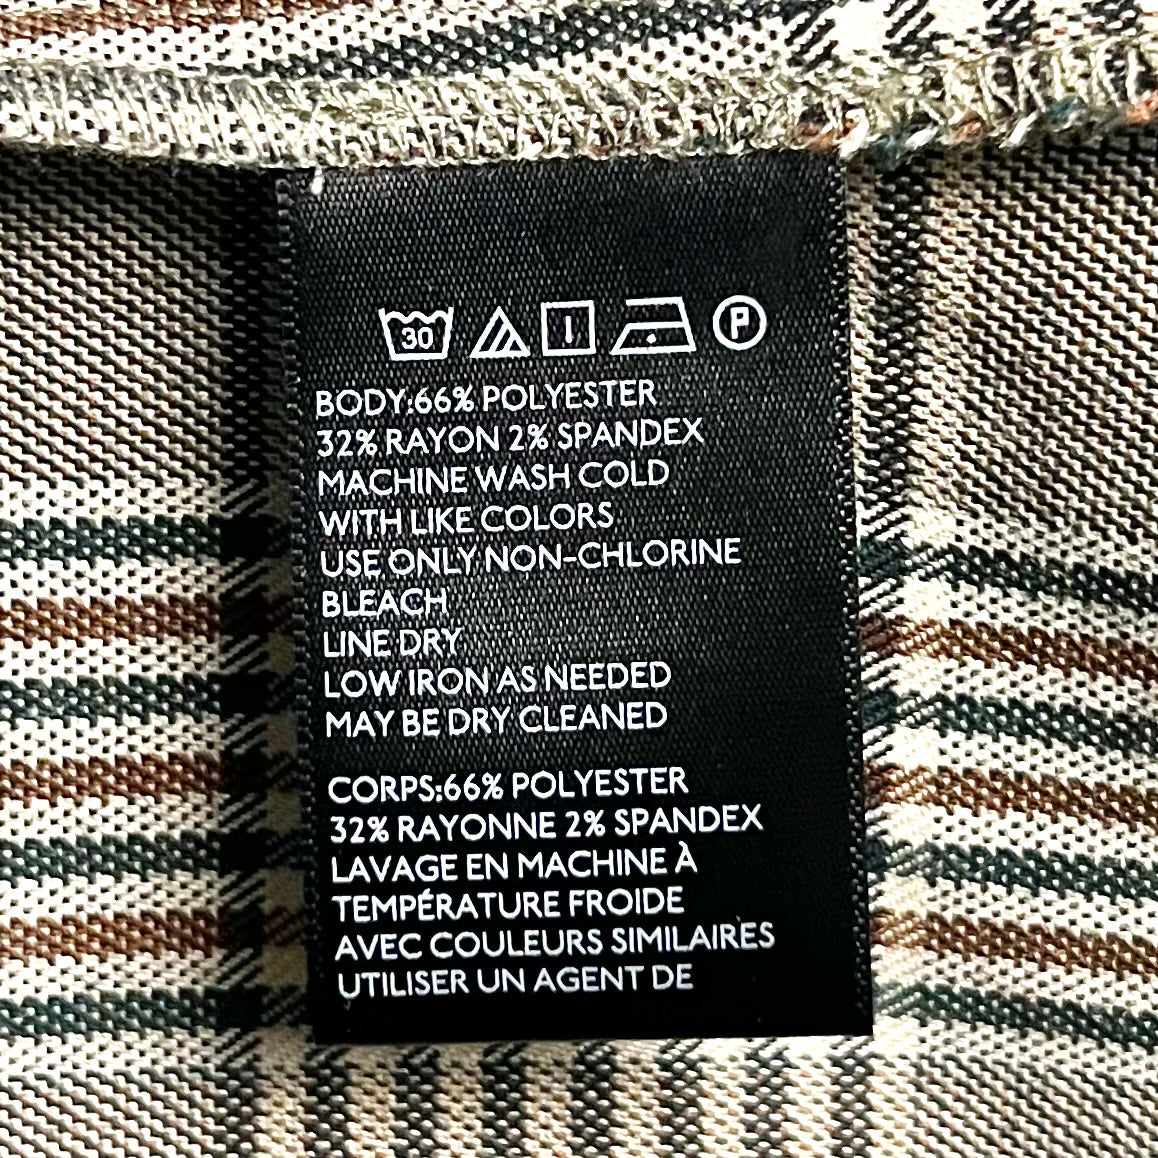 30 P
BODY:66% POLYESTER
32% RAYON 2% SPANDEX
MACHINE WASH COLD
WITH LIKE COLORS
USE ONLY NON-CHLORINE
BLEACH
LINE DRY
LOW IRON AS NEEDED
MAY BE DRY CLEANED
CORPS:66% POLYESTER
32% RAYONNE 2% SPANDEX
LAVAGE EN MACHINE À
TEMPÉRATURE FROIDE
AVEC COULEURS SIMILAIRES
UTILISER UN AGENT DE